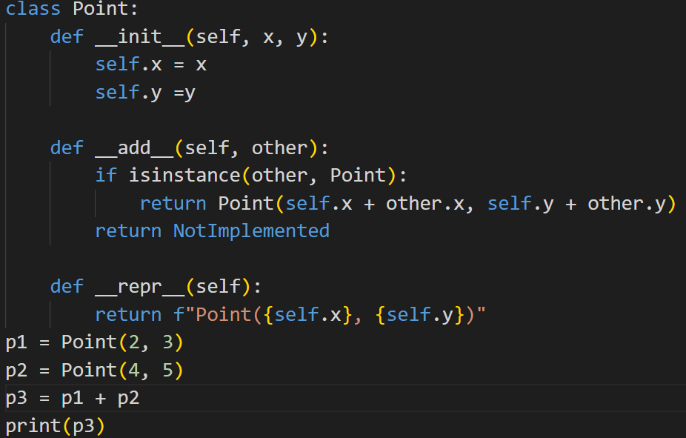 class Point:
    def __init__(self, x, y):
        self.x = x
        self.y =y

    def __add__(self, other):
        if isinstance(other, Point):
            return Point(self.x + other.x, self.y + other.y)
        return NotImplemented

    def __repr__(self):
        return f"Point({self.x}, {self.y})"
p1 = Point(2, 3)
p2 = Point(4, 5)
p3 = p1 + p2
print(p3)